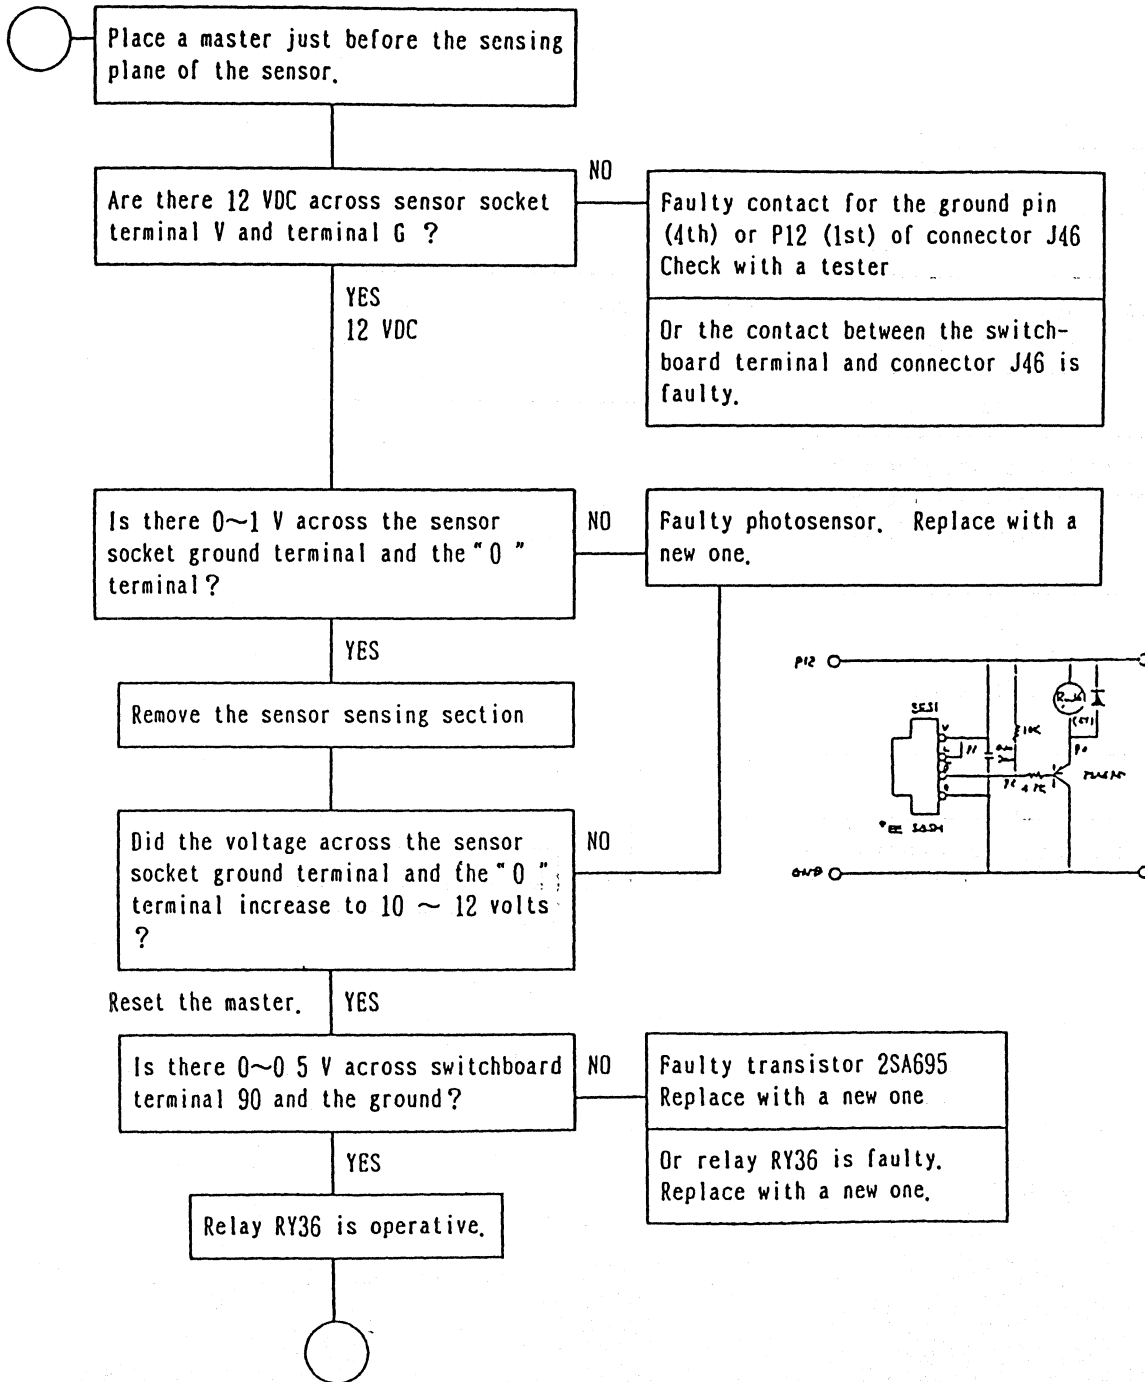 Place a master just before the sensing
plane of the sensor.
Are there 12 VDC across sensor socket
terminal V and terminal G ?
NO
Faulty contact for the ground pin
(4th) or P12 (1st) of connector J46
Check with a tester
YES
12 VDC
Or the contact between the switch-
board terminal and connector J46 is
faulty.
Is there 0~1 V across the sensor
socket ground terminal and the "0 "
terminal?
NO
Faulty photosensor. Replace with a
new one.
YES
Remove the sensor sensing section
P12
10K
Did the voltage across the sensor
socket ground terminal and the "0 "
terminal increase to 10 ~ 12 volts
?
NO
GND
Reset the master.
YES
Is there 0~0 5 V across switchboard
terminal 90 and the ground?
NO
Faulty transistor 2SA695
Replace with a new one
YES
Or relay RY36 is faulty.
Replace with a new one.
Relay RY36 is operative.